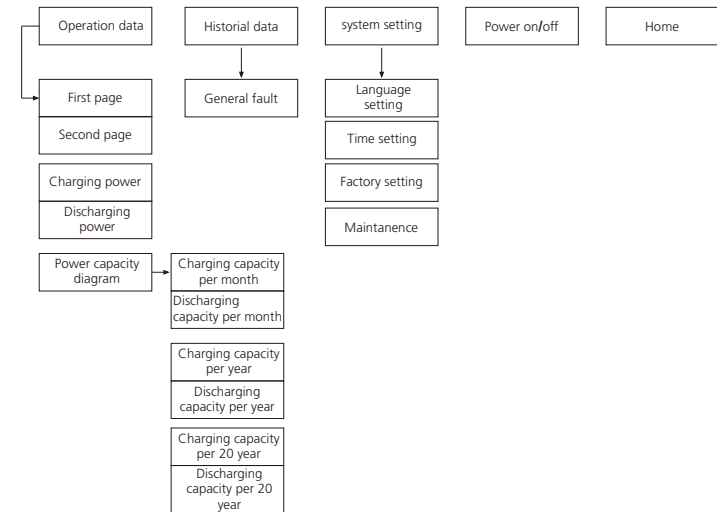 Operation data
Historial data
system setting
Power on/off
Home
First page
General fault
Language
setting
Second page
Time setting
Charging power
Factory setting
Discharging
power
Maintanence
Power capacity
diagram
Charging capacity
per month
Discharging
capacity per month
Charging capacity
per year
Discharging
capacity per year
Charging capacity
per 20 year
Discharging
capacity per 20
year